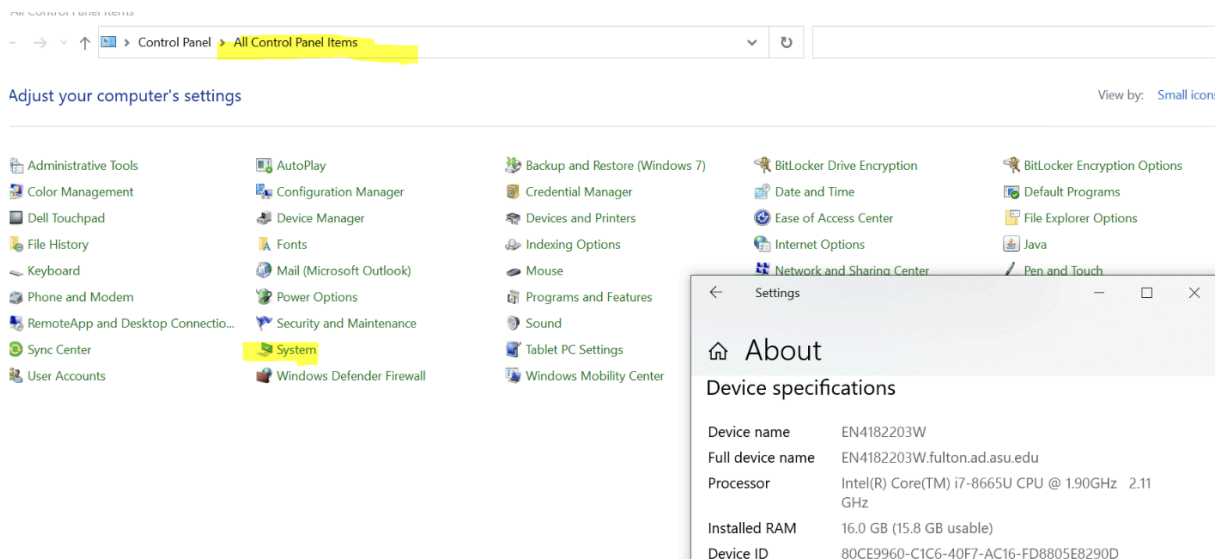 All Control Panel Items
Control Panel > All Control Panel Items
Adjust your computer's settings
View by: Small icons
Administrative Tools AutoPlay Backup and Restore (Windows 7) BitLocker Drive Encryption BitLocker Encryption Options
Color Management Configuration Manager Credential Manager Date and Time Default Programs
Dell Touchpad Device Manager Devices and Printers Ease of Access Center File Explorer Options
File History Fonts Indexing Options Internet Options Java
Keyboard Mail (Microsoft Outlook) Mouse Network and Sharing Center Pen and Touch
Phone and Modem Power Options Programs and Features
RemoteApp and Desktop Connectio... Security and Maintenance Sound
Sync Center System Tablet PC Settings
User Accounts Windows Defender Firewall Windows Mobility Center
Settings
About
Device specifications
Device name EN4182203W
Full device name EN4182203W.fulton.ad.asu.edu
Processor Intel(R) Core(TM) i7-8665U CPU @ 1.90GHz 2.11
GHz
Installed RAM 16.0 GB (15.8 GB usable)
Device ID 80CE9960-C1C6-40F7-AC16-FD8805E8290D